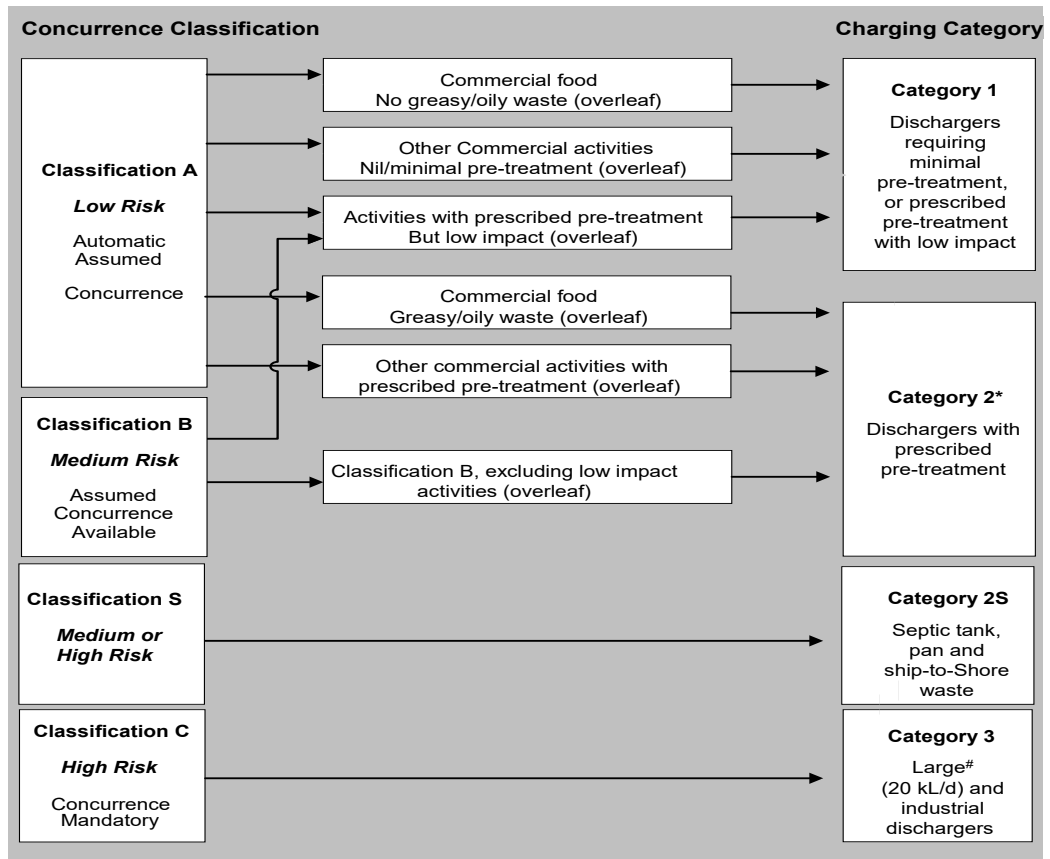 Concurrence Classification
Charging Category
Classification A
Low Risk
Automatic
Assumed
Concurrence
Commercial food
No greasy/oily waste (overleaf)
Other Commercial activities
Nil/minimal pre-treatment (overleaf)
Activities with prescribed pre-treatment
But low impact (overleaf)
Commercial food
Greasy/oily waste (overleaf)
Other commercial activities with
prescribed pre-treatment (overleaf)
Category 1
Dischargers
requiring
minimal
pre-treatment,
or prescribed
pre-treatment
with low impact
Classification B
Medium Risk
Assumed
Concurrence
Available
Classification B, excluding low impact
activities (overleaf)
Category 2*
Dischargers with
prescribed
pre-treatment
Classification S
Medium or
High Risk
Category 2S
Septic tank,
pan and
ship-to-Shore
waste
Classification C
High Risk
Concurrence
Mandatory
Category 3
Large#
(20 kL/d) and
industrial
dischargers